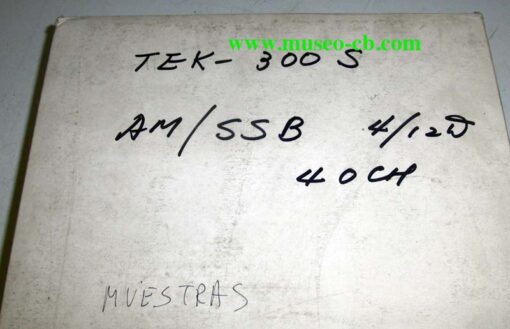 www.museo-cb.com
TEK- 300 S
AM/SSB 4/12W
40CH
MUESTRAS